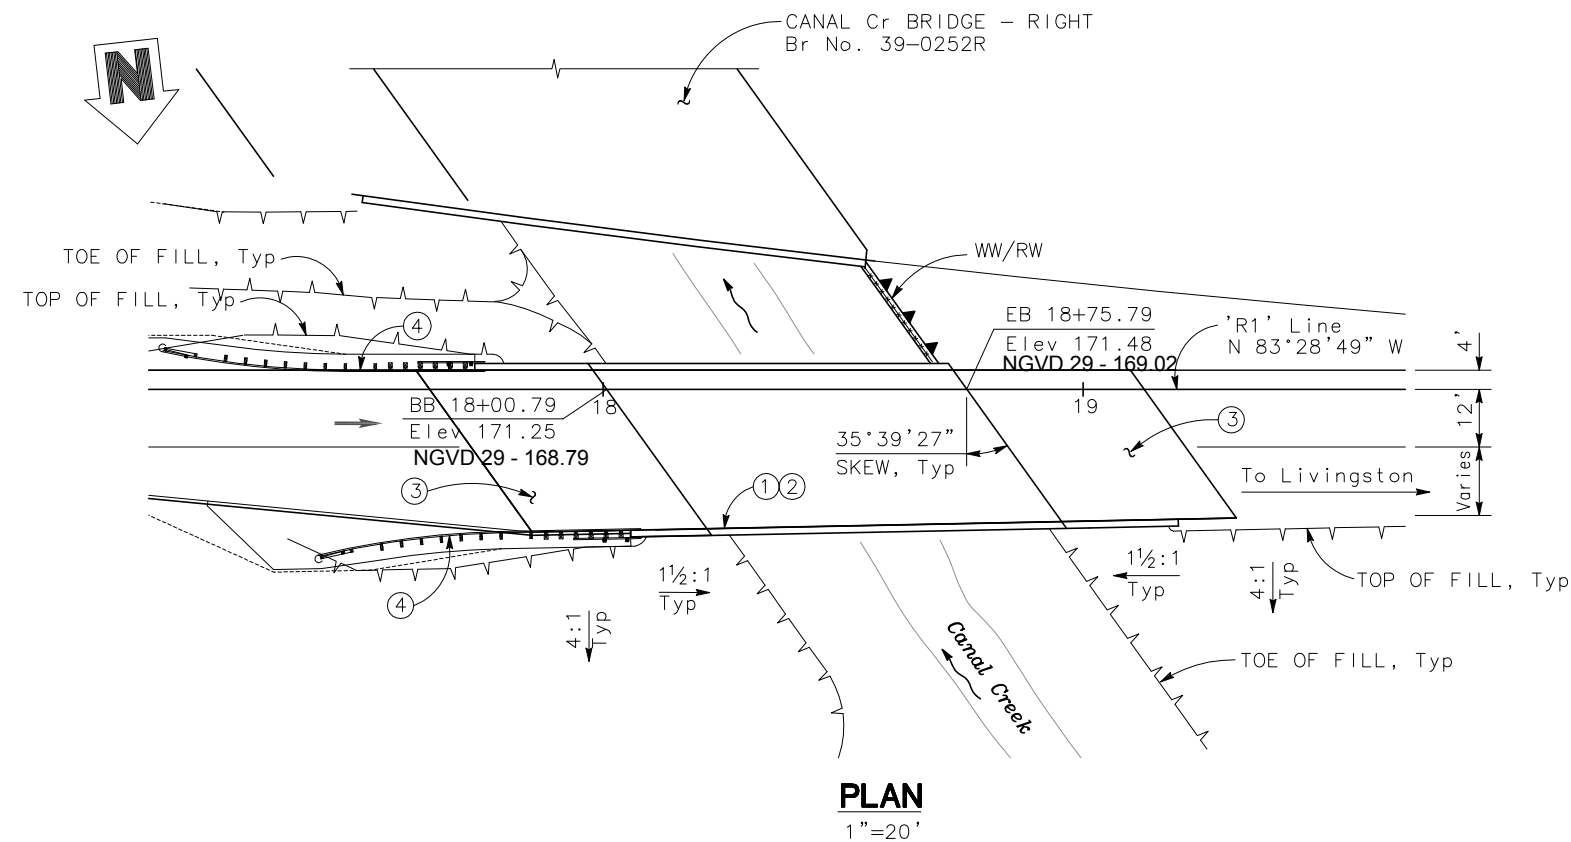 CANAL Cr BRIDGE - RIGHT
Br No. 39-0252R
N
TOE OF FILL, Typ
TOP OF FILL, Typ
WW/RW
EB 18+75.79
Elev 171.48
NGVD 29 - 169.02
'R1' Line
N 83°28'49" W
4'
4
BB 18+00.79
Elev 171.25
NGVD 29 - 168.79
18
19
12'
35°39'27"
SKEW, Typ
3
3
1 2
To Livingston
Varies
4
1½:1
Typ
4:1
Typ
1½:1
Typ
4:1
Typ
TOP OF FILL, Typ
Canal Creek
TOE OF FILL, Typ
PLAN
1"=20'